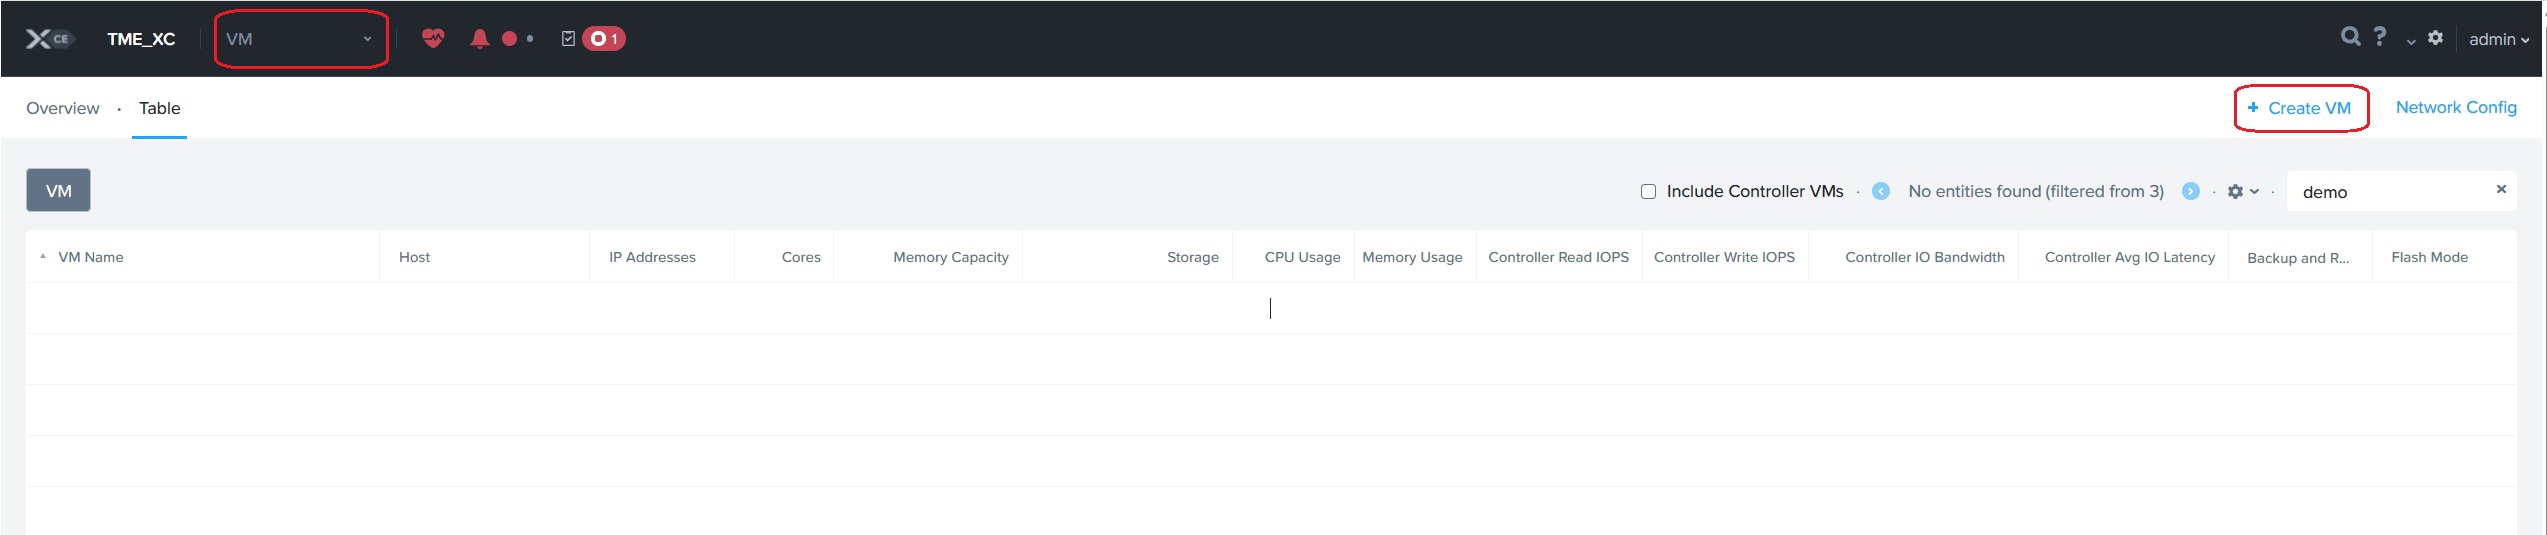 X CE TME_XC VM 1 ? admin
Overview · Table + Create VM Network Config
VM Include Controller VMs · No entities found (filtered from 3) · · demo ×
VM Name Host IP Addresses Cores Memory Capacity Storage CPU Usage Memory Usage Controller Read IOPS Controller Write IOPS Controller IO Bandwidth Controller Avg IO Latency Backup and R... Flash Mode